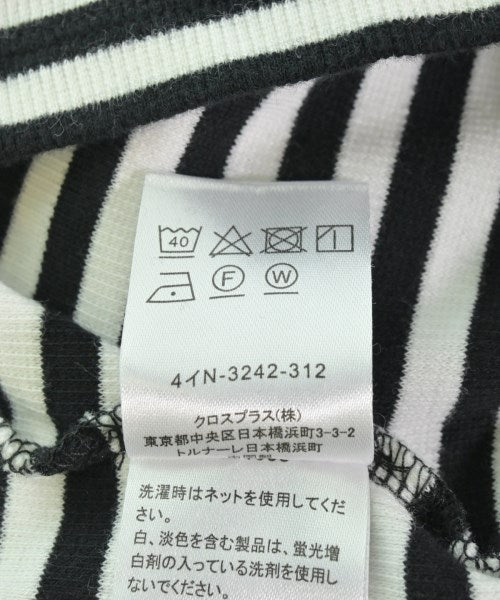 40
F W
4イN-3242-312
クロスプラス(株)
東京都中央区日本橋浜町3-3-2
トルナーレ日本橋浜町
洗濯時はネットを使用してくだ
さい。
白、淡色を含む製品は、蛍光増
白剤の入っている洗剤を使用し
ないでください。